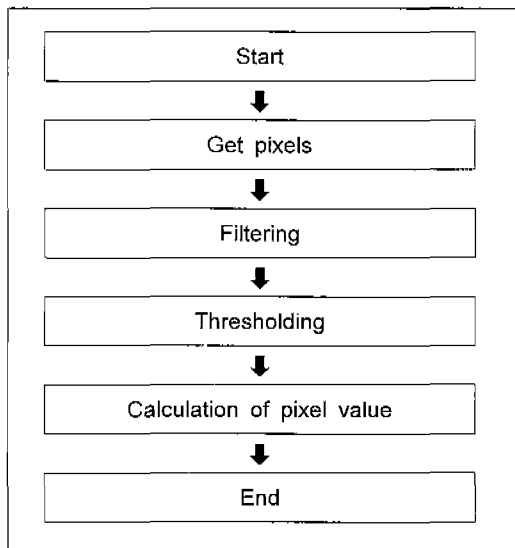 Start
Get pixels
Filtering
Thresholding
Calculation of pixel value
End